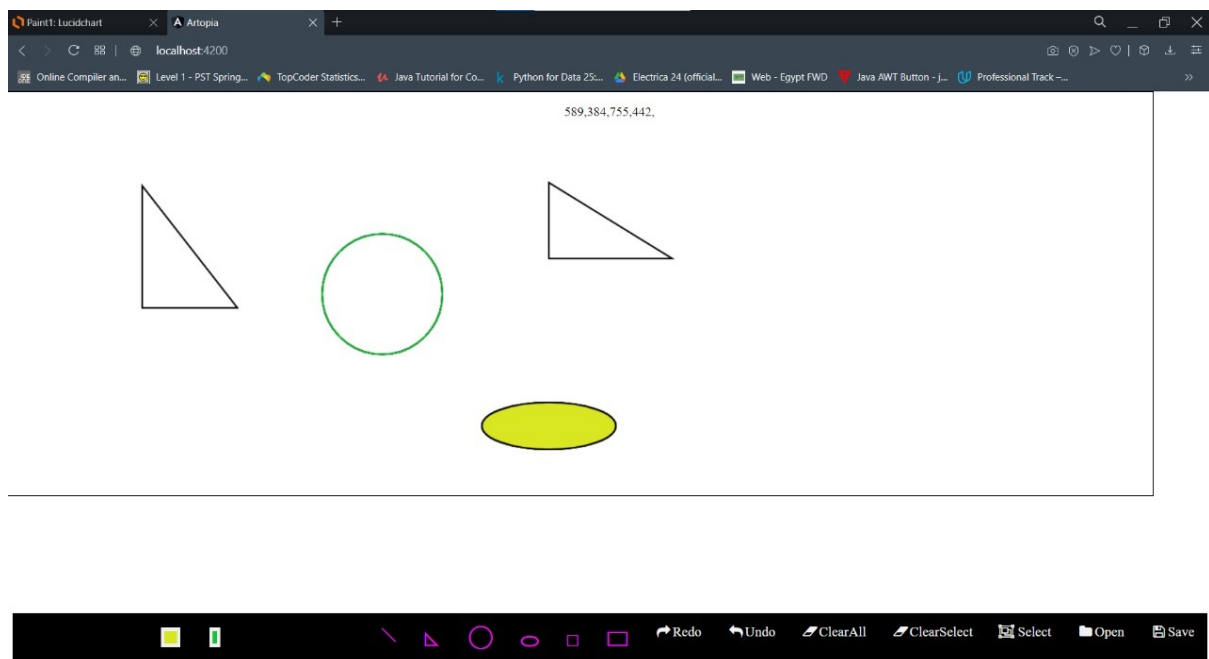 Paint1: Lucidchart Artopia
localhost:4200
Online Compiler an... Level 1 - PST Spring... TopCoder Statistics... Java Tutorial for Co... Python for Data 25:... Electrica 24 (official... Web - Egypt FWD Java AWT Button - j... Professional Track –...
589,384,755,442,
Redo Undo ClearAll ClearSelect Select Open Save